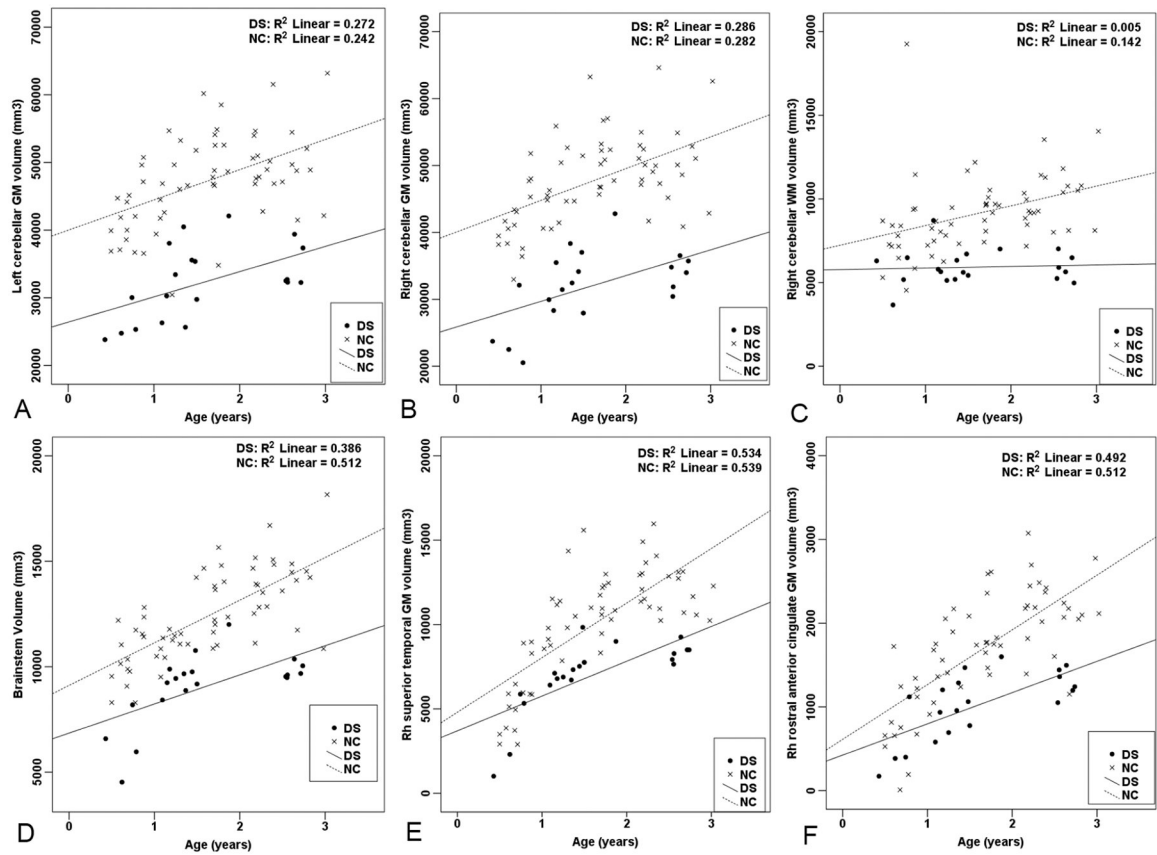 DS: R² Linear = 0.272
NC: R² Linear = 0.242
Left cerebellar GM volume (mm3)
70000
60000
50000
40000
30000
20000
DS
NC
DS
NC
0 1 2 3
Age (years)
A
DS: R² Linear = 0.286
NC: R² Linear = 0.282
Right cerebellar GM volume (mm3)
70000
60000
50000
40000
30000
20000
DS
NC
DS
NC
0 1 2 3
Age (years)
B
DS: R² Linear = 0.005
NC: R² Linear = 0.142
Right cerebellar WM volume (mm3)
20000
15000
10000
5000
0
DS
NC
DS
NC
0 1 2 3
Age (years)
C
DS: R² Linear = 0.386
NC: R² Linear = 0.512
Brainstem Volume (mm3)
20000
15000
10000
5000
DS
NC
DS
NC
0 1 2 3
Age (years)
D
DS: R² Linear = 0.534
NC: R² Linear = 0.539
Rh superior temporal GM volume (mm3)
20000
15000
10000
5000
0
DS
NC
DS
NC
0 1 2 3
Age (years)
E
DS: R² Linear = 0.492
NC: R² Linear = 0.512
Rh rostral anterior cingulate GM volume (mm3)
4000
3000
2000
1000
0
DS
NC
DS
NC
0 1 2 3
Age (years)
F